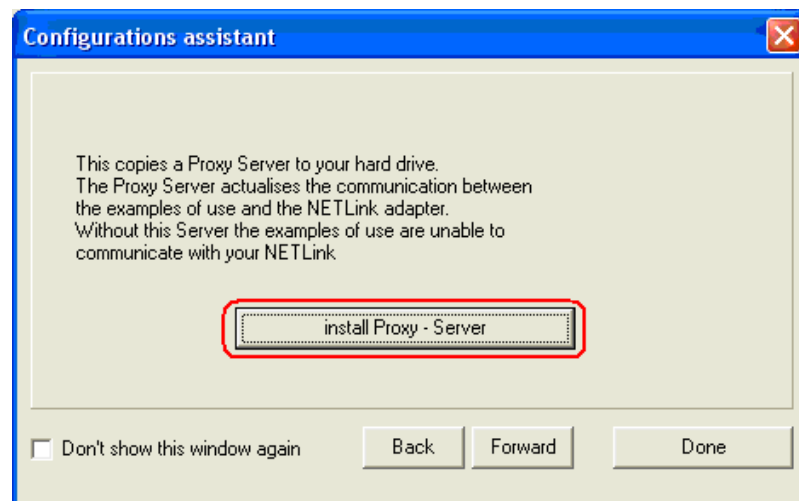 Configurations assistant
This copies a Proxy Server to your hard drive.
The Proxy Server actualises the communication between
the examples of use and the NETLink adapter.
Without this Server the examples of use are unable to
communicate with your NETLink
install Proxy - Server
Don't show this window again
Back
Forward
Done